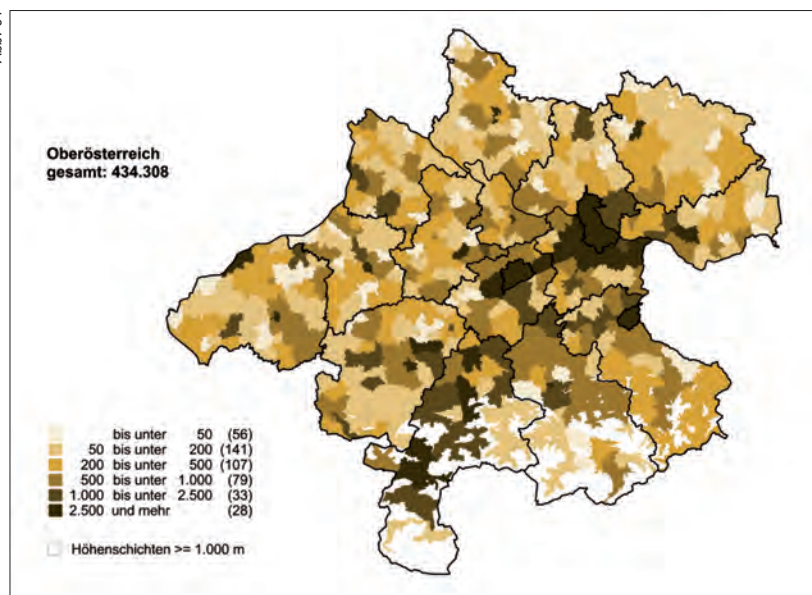 Oberösterreich
gesamt: 434.308
bis unter 50 (56)
50 bis unter 200 (141)
200 bis unter 500 (107)
500 bis unter 1.000 (79)
1.000 bis unter 2.500 (33)
2.500 und mehr (28)
Höhenschichten >= 1.000 m